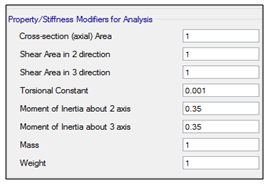 Property/Stiffness Modifiers for Analysis
Cross-section (axial) Area 1
Shear Area in 2 direction 1
Shear Area in 3 direction 1
Torsional Constant 0.001
Moment of Inertia about 2 axis 0.35
Moment of Inertia about 3 axis 0.35
Mass 1
Weight 1